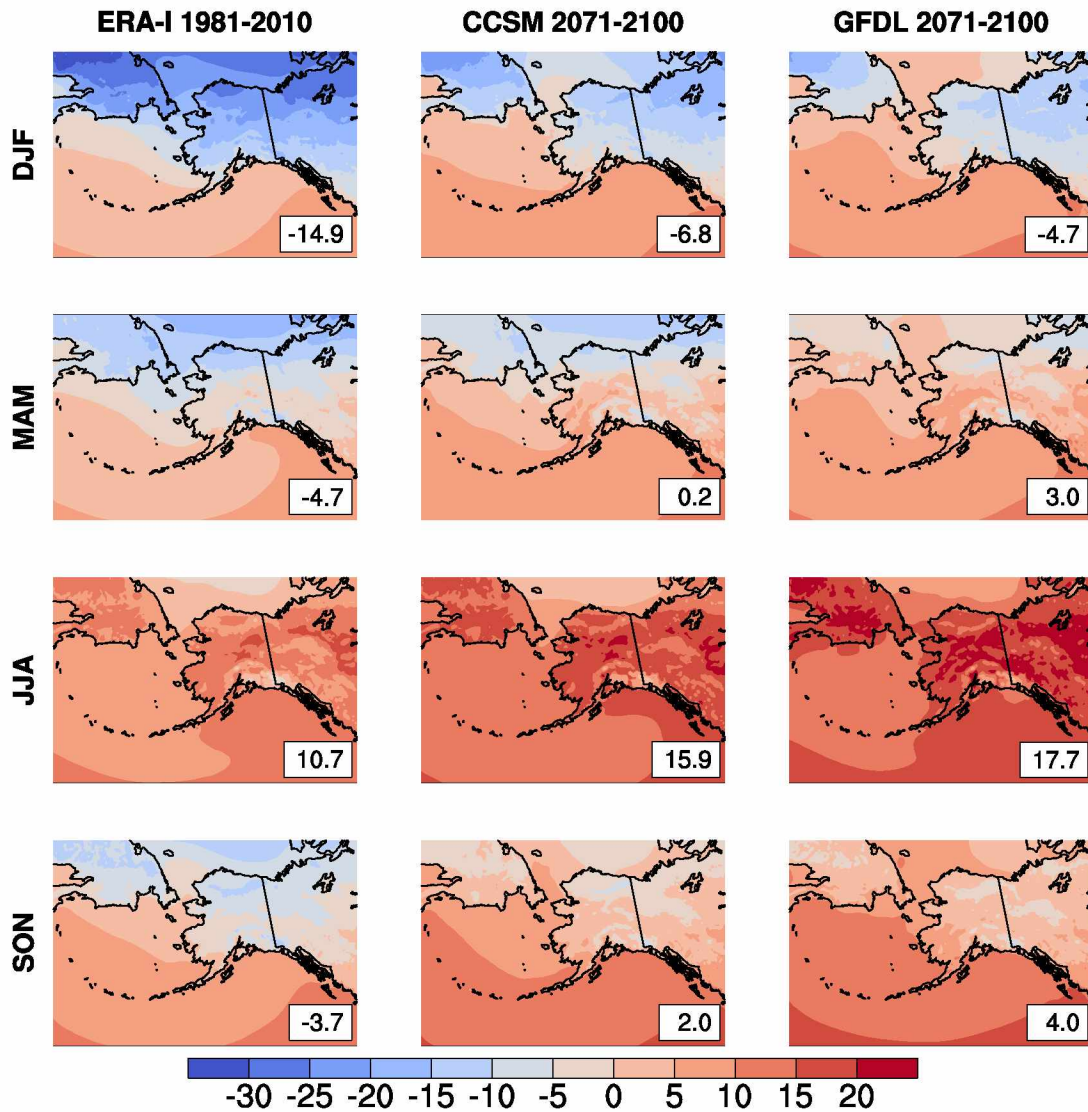 ERA-I 1981-2010 CCSM 2071-2100 GFDL 2071-2100
DJF
-14.9 -6.8 -4.7
MAM
-4.7 0.2 3.0
JJA
10.7 15.9 17.7
SON
-3.7 2.0 4.0
-30 -25 -20 -15 -10 -5 0 5 10 15 20